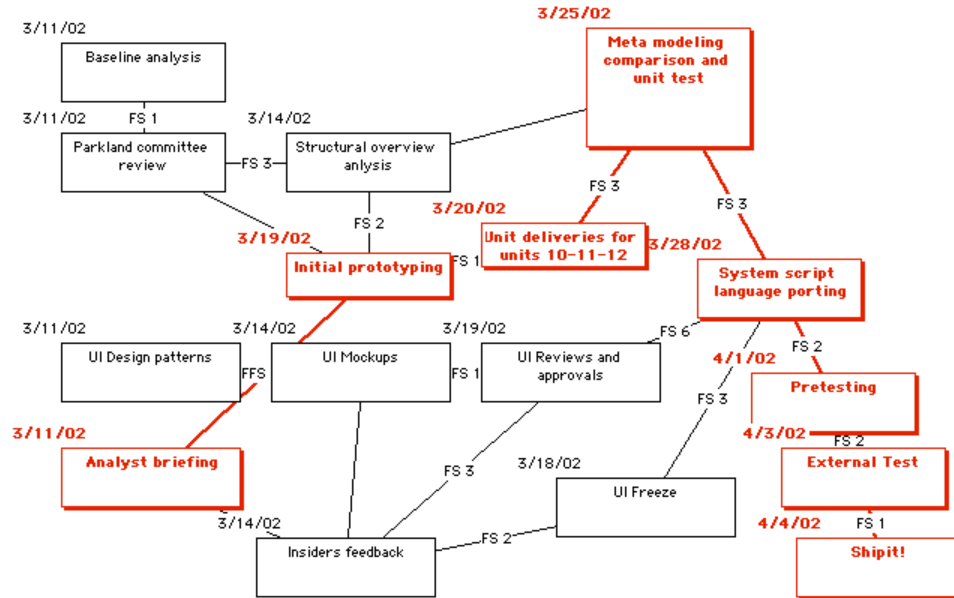 3/25/02
3/11/02
Meta modeling
comparison and
unit test
Baseline analysis
FS 1
3/11/02
3/14/02
Parkland committee
review
FS 3
Structural overview
anlysis
FS 3
FS 3
FS 2
3/20/02
3/19/02
Unit deliveries for
units 10-11-12
3/28/02
Initial prototyping
FS 1
System script
language porting
3/11/02
3/14/02
3/19/02
FS 6
UI Design patterns
FFS
UI Mockups
FS 1
UI Reviews and
approvals
FS 2
4/1/02
Pretesting
FS 3
3/11/02
4/3/02
FS 2
Analyst briefing
External Test
FS 3
3/18/02
UI Freeze
3/14/02
4/4/02
FS 1
Insiders feedback
FS 2
Shipit!